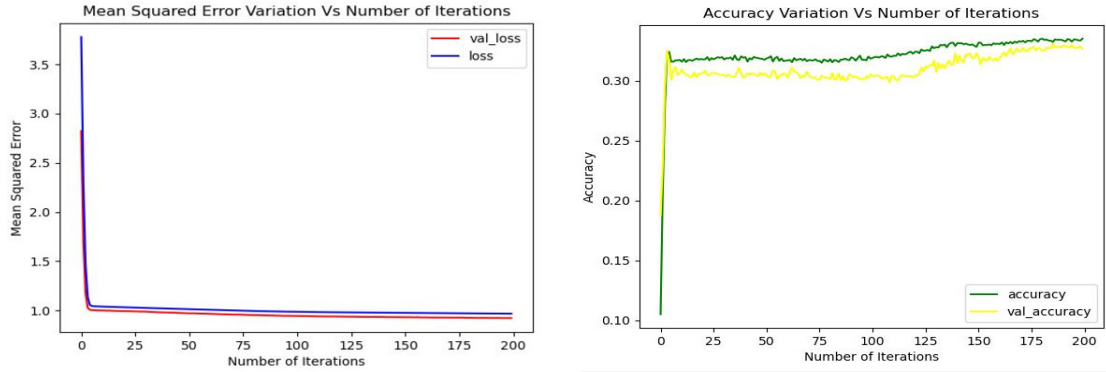 Mean Squared Error Variation Vs Number of Iterations
val_loss
loss
3.5
3.0
2.5
2.0
1.5
1.0
Mean Squared Error
0 25 50 75 100 125 150 175 200
Number of Iterations
Accuracy Variation Vs Number of Iterations
0.30
0.25
0.20
0.15
0.10
Accuracy
accuracy
val_accuracy
0 25 50 75 100 125 150 175 200
Number of Iterations